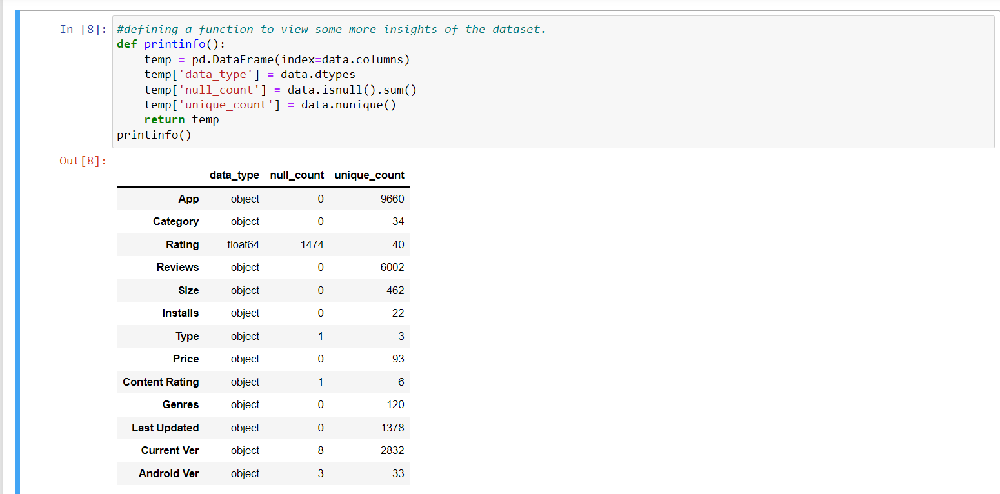 In [8]: #defining a function to view some more insights of the dataset.
def printinfo():
    temp = pd.DataFrame(index=data.columns)
    temp['data_type'] = data.dtypes
    temp['null_count'] = data.isnull().sum()
    temp['unique_count'] = data.nunique()
    return temp
printinfo()
Out[8]:
data_type null_count unique_count
App object 0 9660
Category object 0 34
Rating float64 1474 40
Reviews object 0 6002
Size object 0 462
Installs object 0 22
Type object 1 3
Price object 0 93
Content Rating object 1 6
Genres object 0 120
Last Updated object 0 1378
Current Ver object 8 2832
Android Ver object 3 33